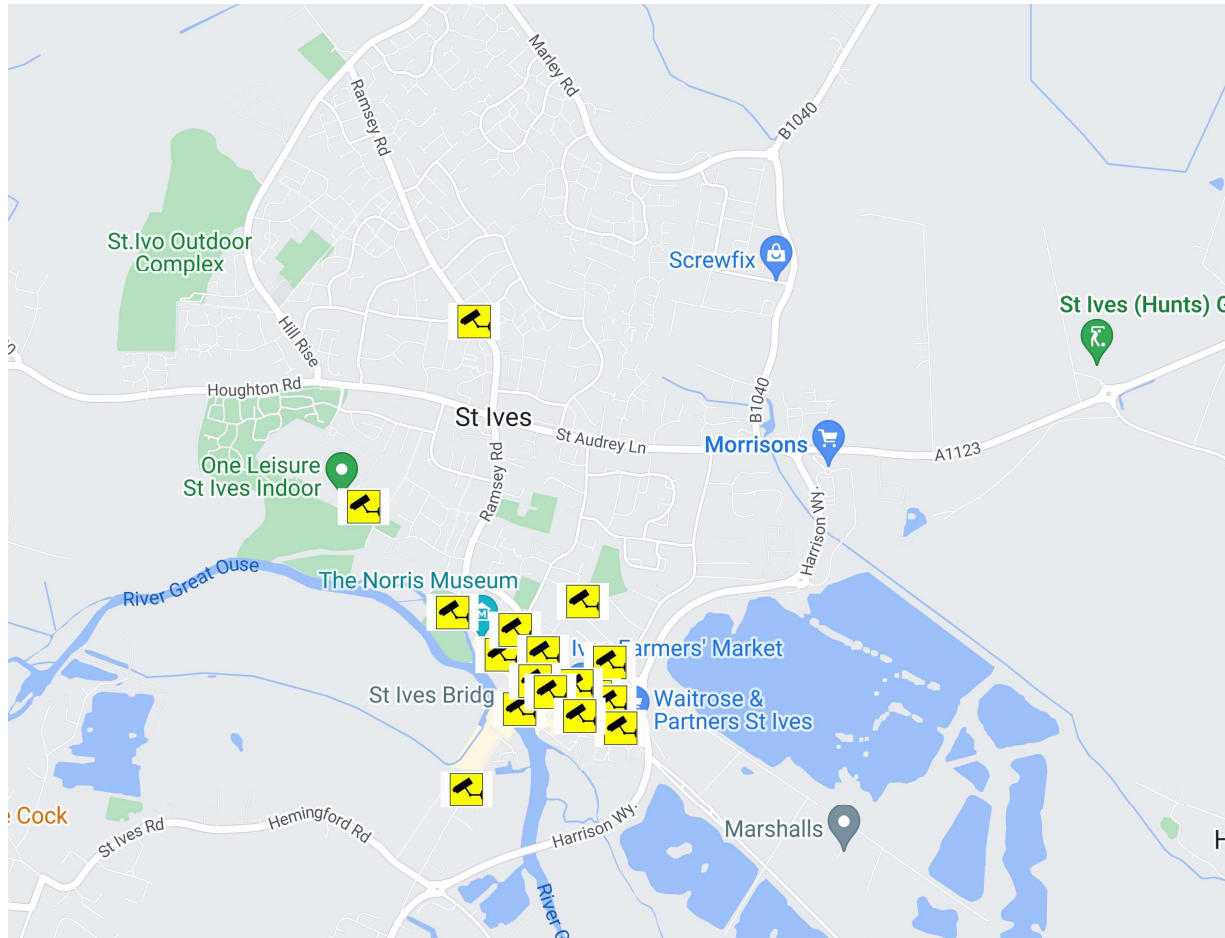 Marley Rd
Ramsey Rd
B1040
St.Ivo Outdoor
Complex
Screwfix
St Ives (Hunts) G
Hill Rise
Houghton Rd
B1040
St Ives
St Audrey Ln
Morrisons
A1123
One Leisure
St Ives Indoor
Ramsey Rd
Harrison Wy.
River Great Ouse
The Norris Museum
M
Farmers' Market
St Ives Bridg
Waitrose &
Partners St Ives
Cock
St Ives Rd
Hemingford Rd
Harrison Wy.
Marshalls
H
River G